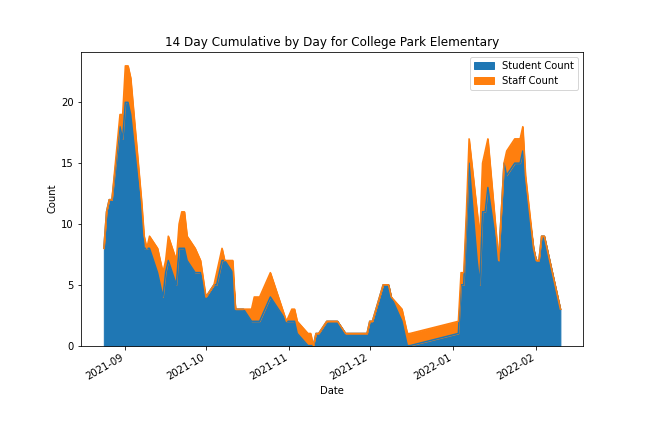 14 Day Cumulative by Day for College Park Elementary
Student Count
Staff Count
Count
20
15
10
5
0
2021-09
2021-10
2021-11
2021-12
2022-01
2022-02
Date